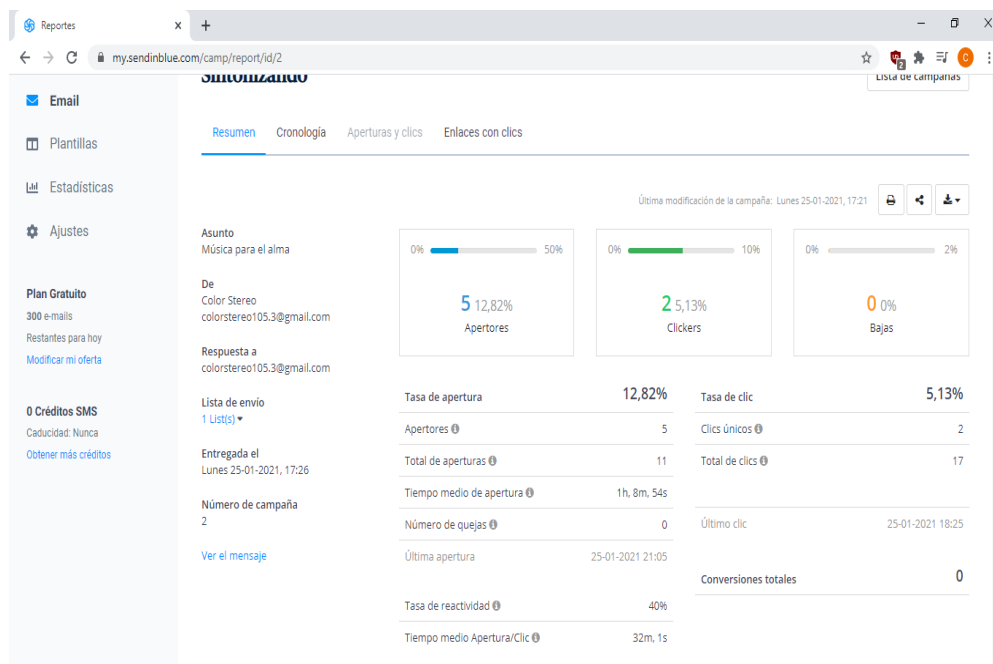 Reportes
my.sendinblue.com/camp/report/id/2
2
C
Sintonizando
Lista de campañas
Email
Plantillas
Estadísticas
Ajustes
Plan Gratuito
300 e-mails
Restantes para hoy
Modificar mi oferta
0 Créditos SMS
Caducidad: Nunca
Obtener más créditos
Resumen Cronología Aperturas y clics Enlaces con clics
Última modificación de la campaña: Lunes 25-01-2021, 17:21
Asunto
Música para el alma
De
Color Stereo
colorstereo105.3@gmail.com
Respuesta a
colorstereo105.3@gmail.com
Lista de envío
1 List(s)
Entregada el
Lunes 25-01-2021, 17:26
Número de campaña
2
Ver el mensaje
0% 50%
5 12,82%
Apertores
0% 10%
2 5,13%
Clickers
0% 2%
0 0%
Bajas
Tasa de apertura 12,82%
Apertores 5
Total de aperturas 11
Tiempo medio de apertura 1h, 8m, 54s
Número de quejas 0
Última apertura 25-01-2021 21:05
Tasa de reactividad 40%
Tiempo medio Apertura/Clic 32m, 1s
Tasa de clic 5,13%
Clics únicos 2
Total de clics 17
Último clic 25-01-2021 18:25
Conversiones totales 0